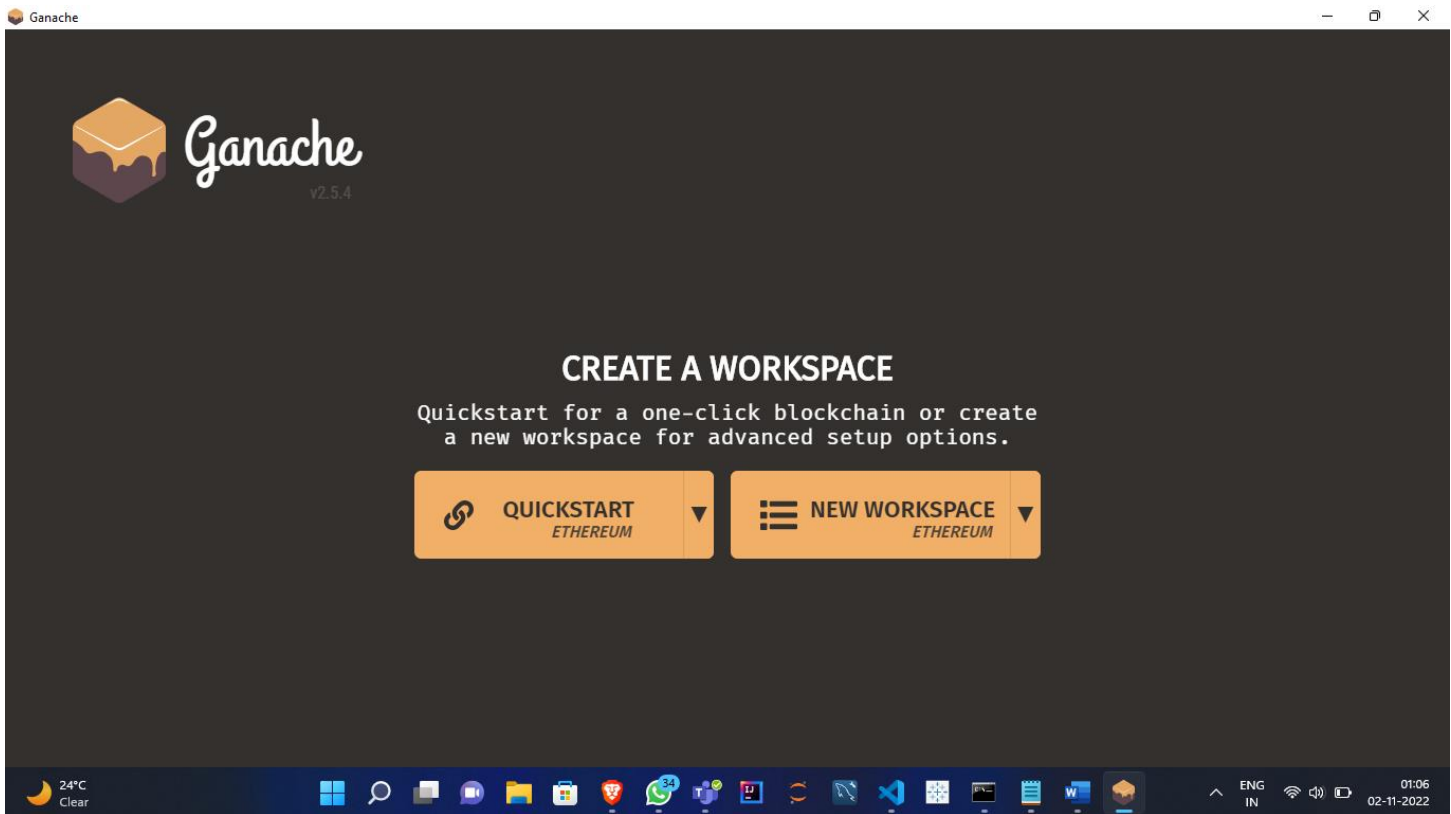 Ganache
Ganache
v2.5.4
CREATE A WORKSPACE
Quickstart for a one-click blockchain or create
a new workspace for advanced setup options.
QUICKSTART
ETHEREUM
NEW WORKSPACE
ETHEREUM
24°C
Clear
34
ENG
IN
01:06
02-11-2022